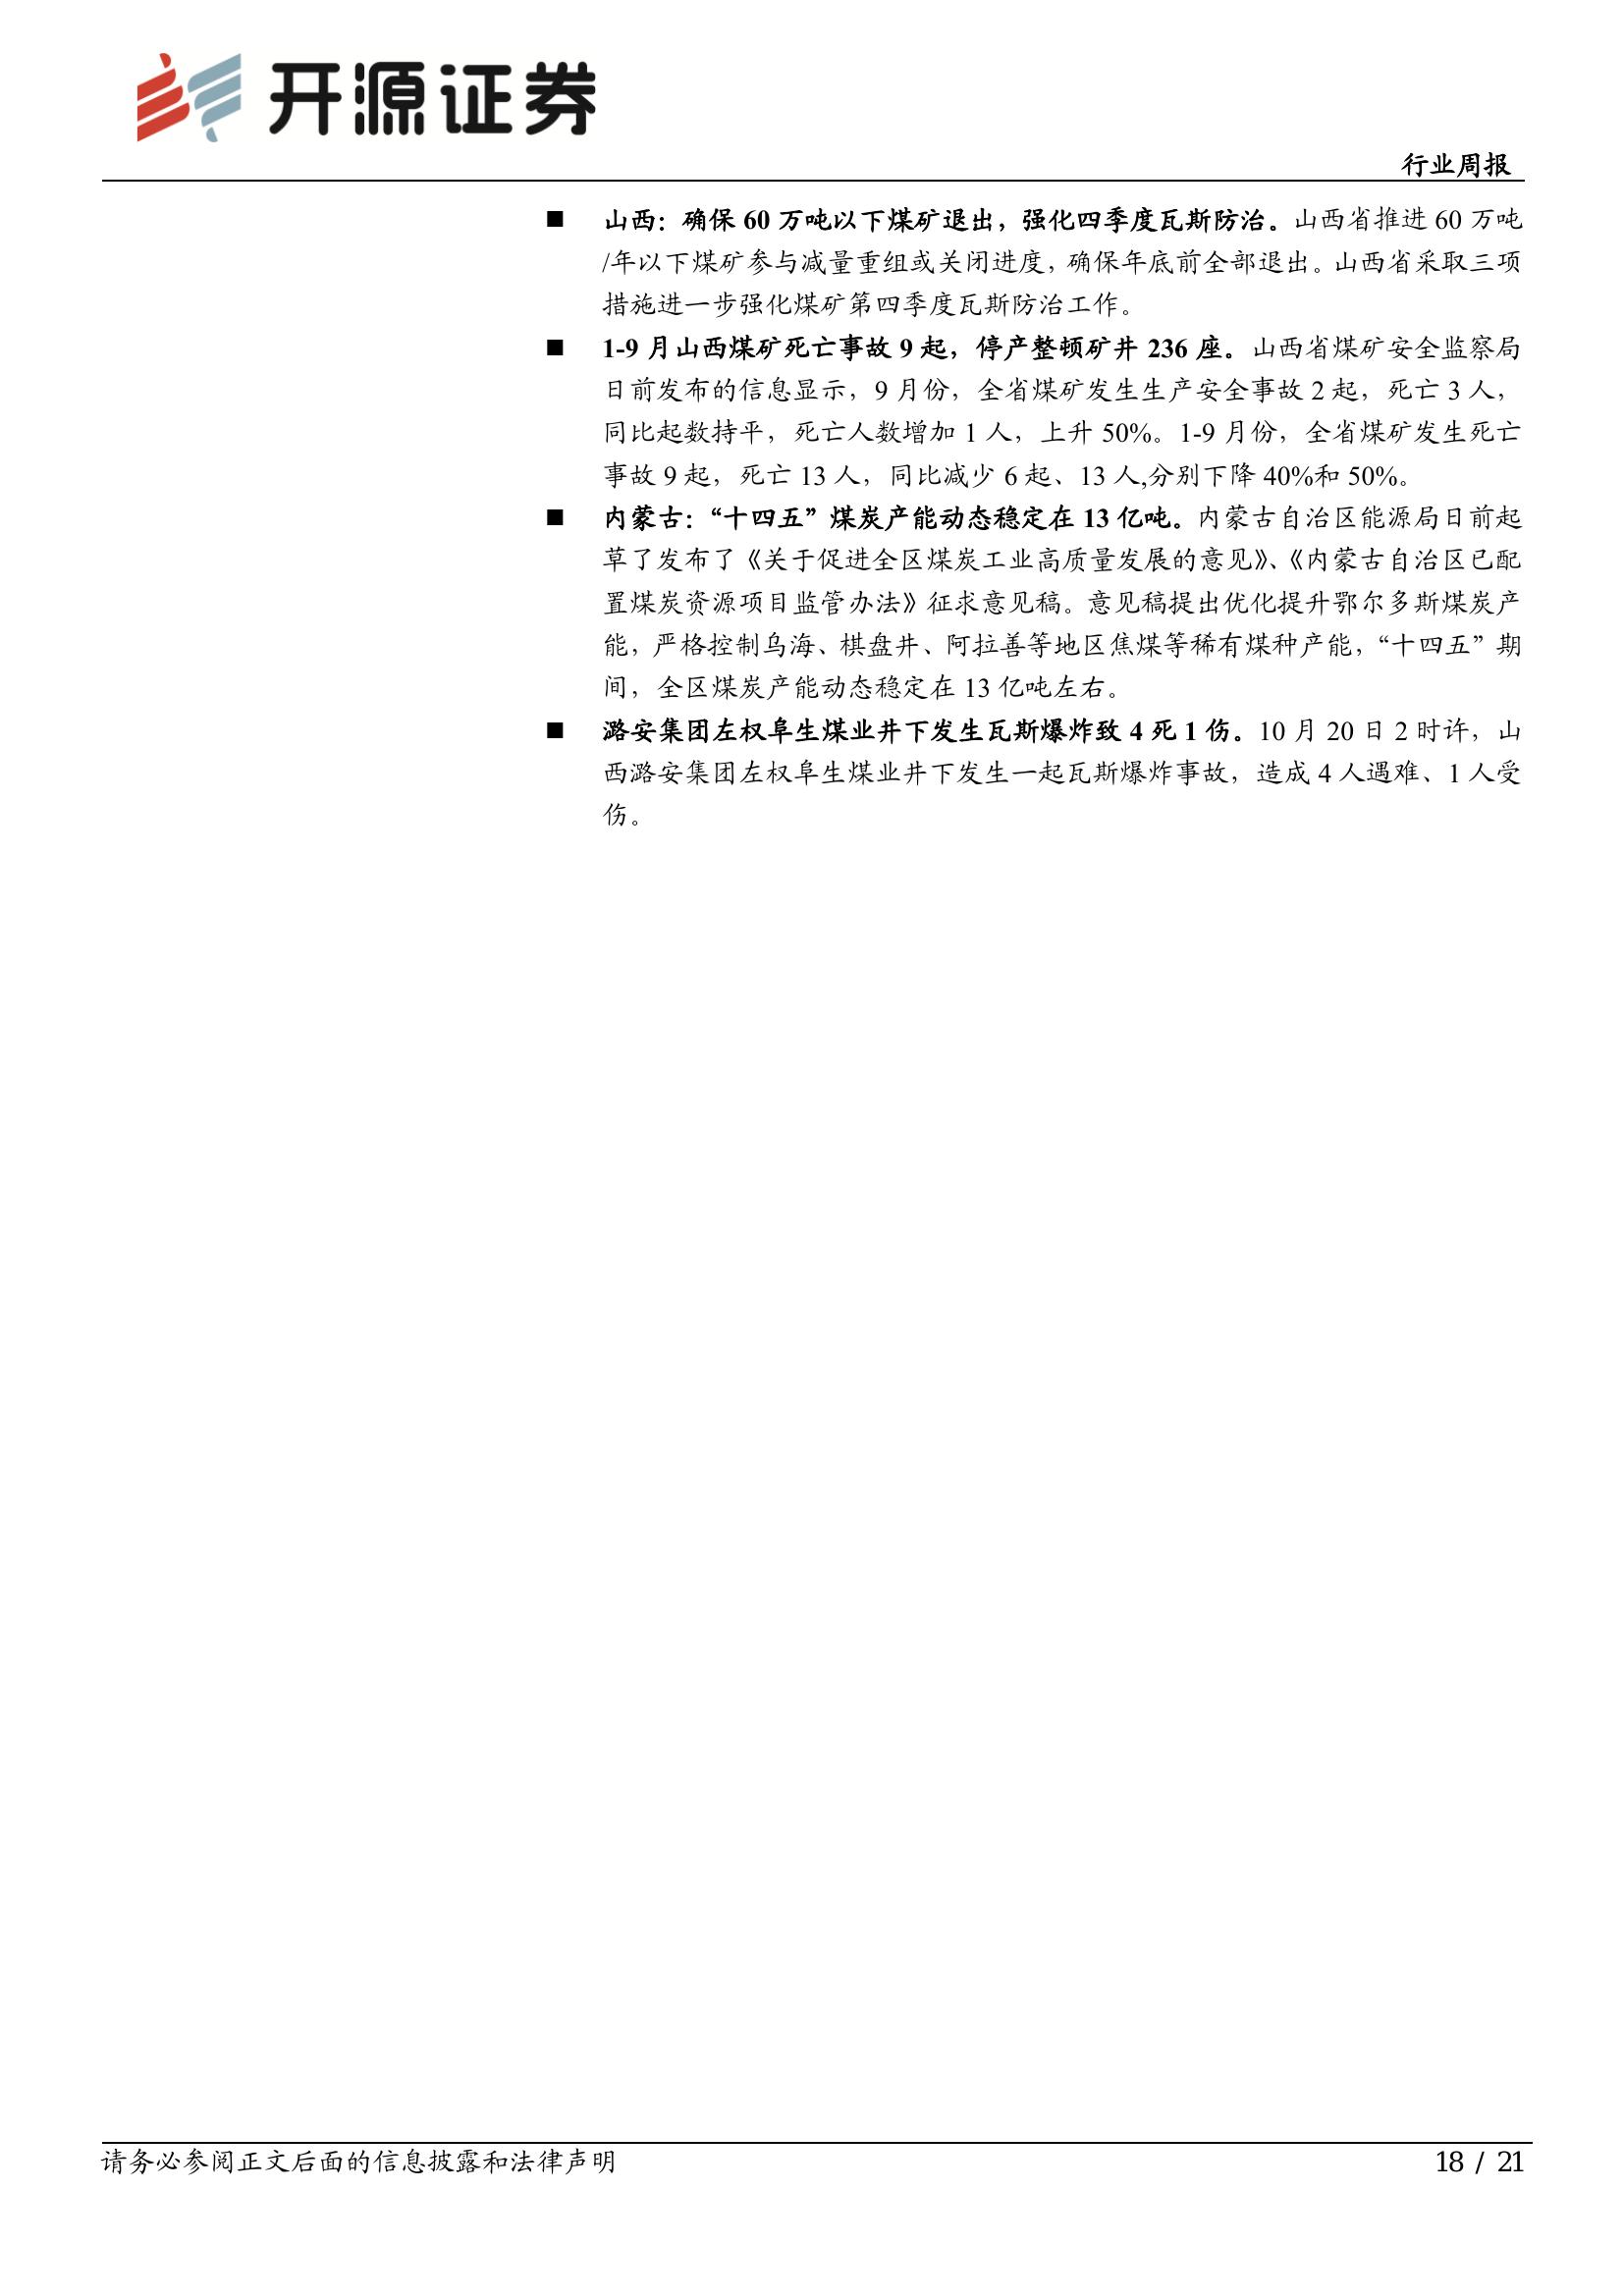 开源证券
行业周报
■ 山西：确保 60 万吨以下煤矿退出，强化四季度瓦斯防治。山西省推进 60 万吨
/年以下煤矿参与减量重组或关闭进度，确保年底前全部退出。山西省采取三项
措施进一步强化煤矿第四季度瓦斯防治工作。
■ 1-9 月山西煤矿死亡事故 9 起，停产整顿矿井 236 座。山西省煤矿安全监察局
日前发布的信息显示，9 月份，全省煤矿发生生产安全事故 2 起，死亡 3 人，
同比起数持平，死亡人数增加 1 人，上升 50%。1-9 月份，全省煤矿发生死亡
事故 9 起，死亡 13 人，同比减少 6 起、13 人,分别下降 40%和 50%。
■ 内蒙古：“十四五”煤炭产能动态稳定在 13 亿吨。内蒙古自治区能源局日前起
草了发布了《关于促进全区煤炭工业高质量发展的意见》、《内蒙古自治区已配
置煤炭资源项目监管办法》征求意见稿。意见稿提出优化提升鄂尔多斯煤炭产
能，严格控制乌海、棋盘井、阿拉善等地区焦煤等稀有煤种产能，“十四五”期
间，全区煤炭产能动态稳定在 13 亿吨左右。
■ 潞安集团左权阜生煤业井下发生瓦斯爆炸致 4 死 1 伤。10 月 20 日 2 时许，山
西潞安集团左权阜生煤业井下发生一起瓦斯爆炸事故，造成 4 人遇难、1 人受
伤。
请务必参阅正文后面的信息披露和法律声明
18 / 21